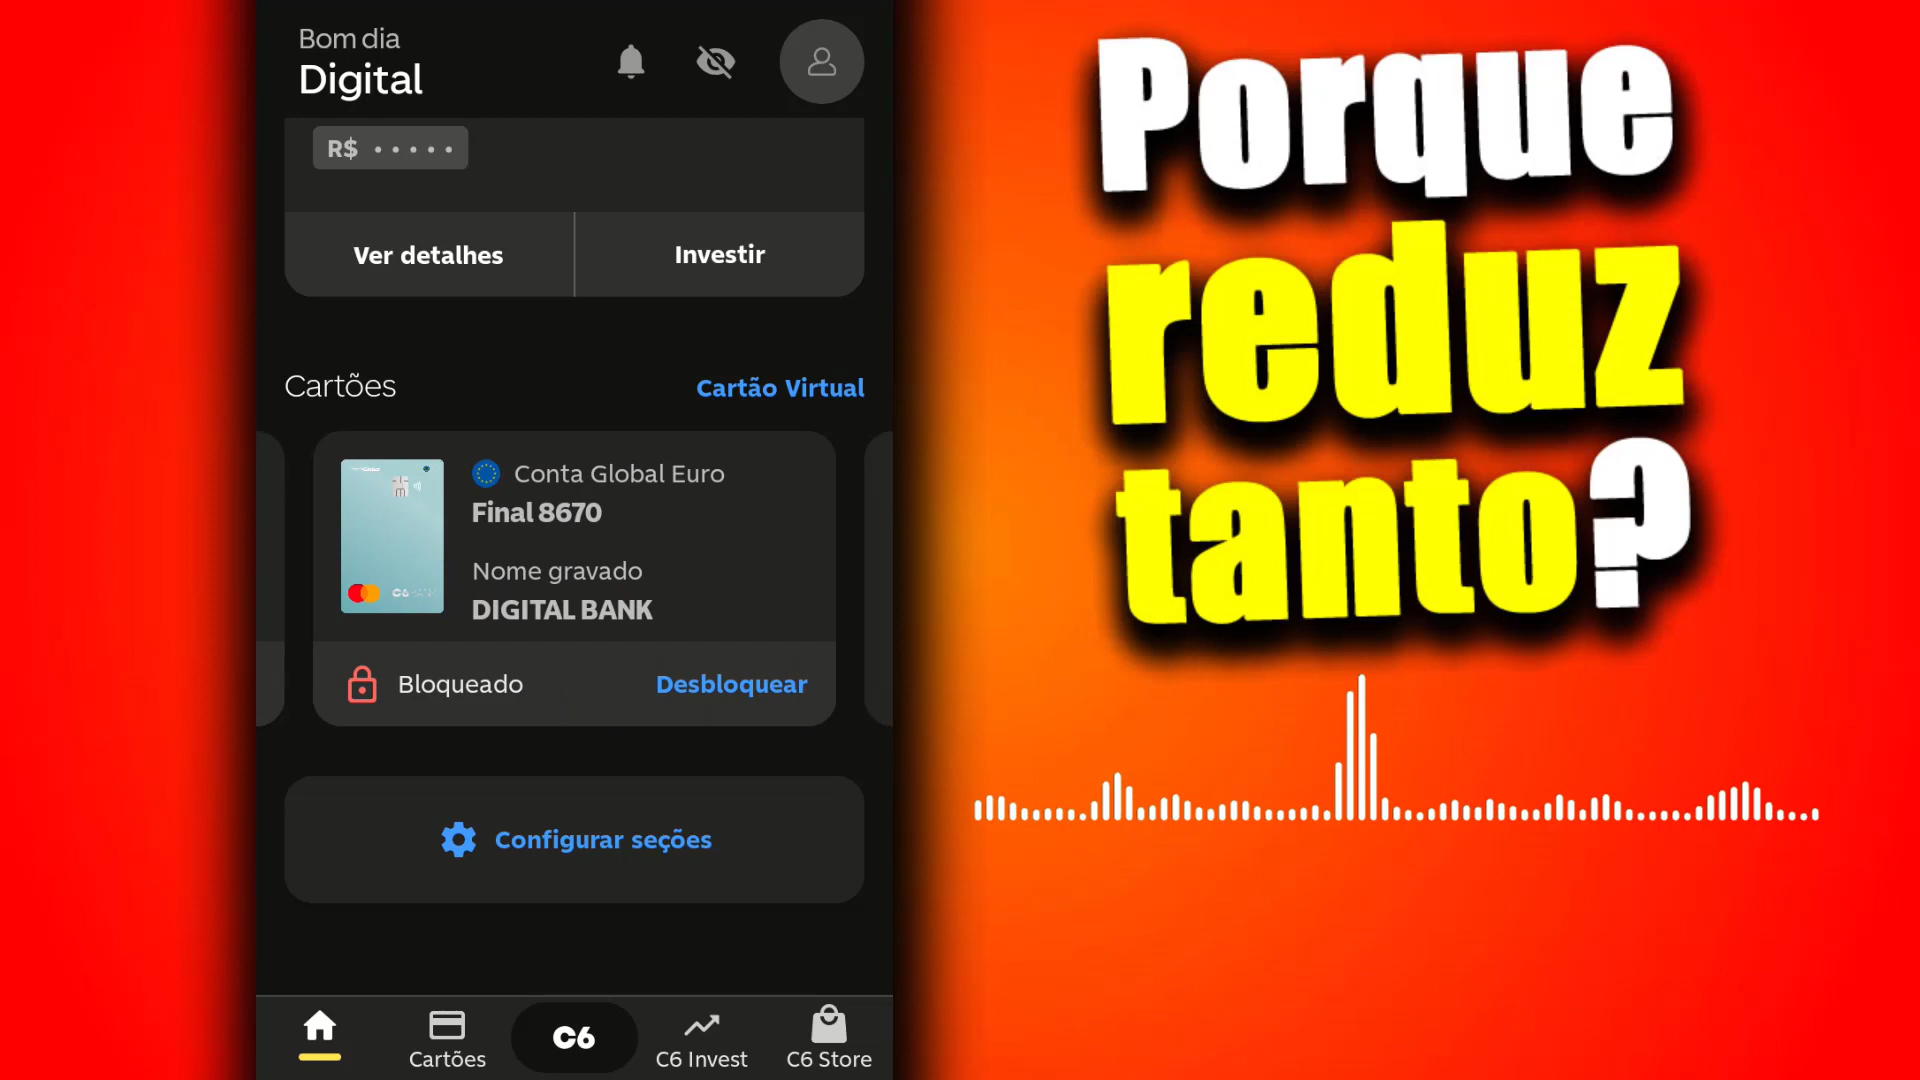 Bom dia
Digital
R$ •••••
Ver detalhes
Investir
Cartões
Cartão Virtual
Conta Global Euro
Final 8670
Nome gravado
DIGITAL BANK
Bloqueado
Desbloquear
Configurar seções
Cartões
C6
C6 Invest
C6 Store
Porque
reduz
tanto?